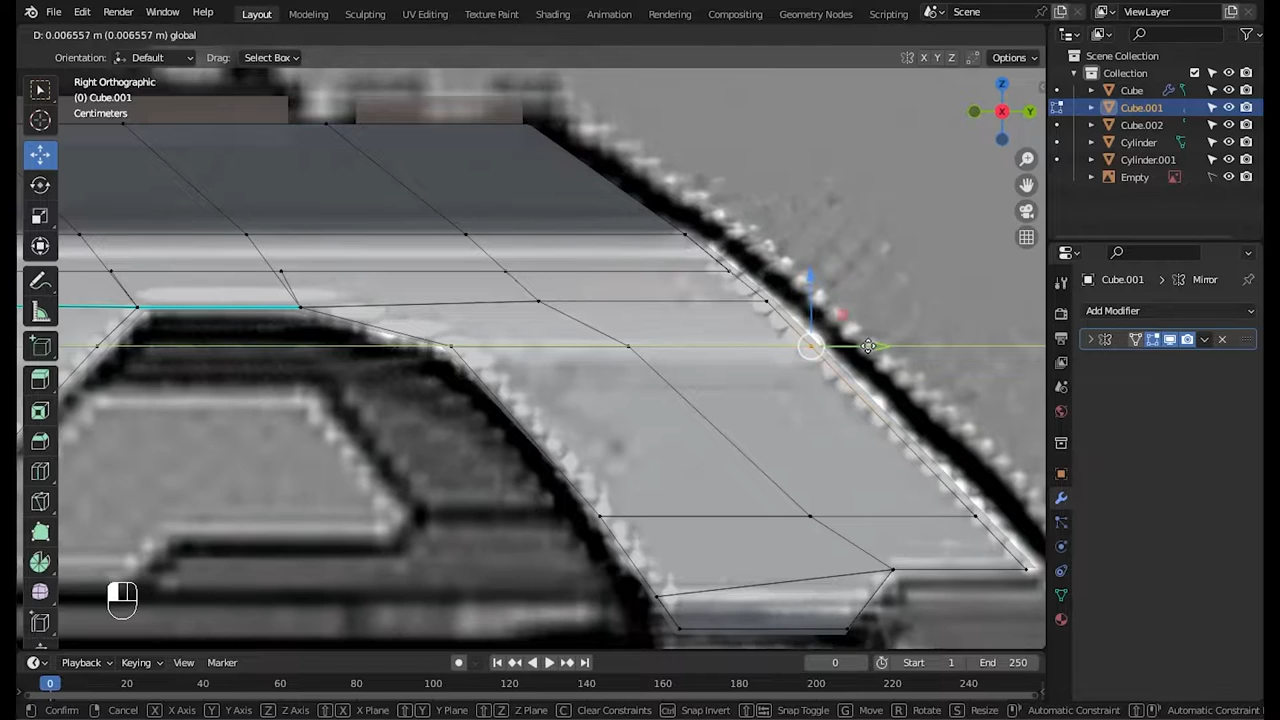 File Edit Render Window Help Layout Modeling Sculpting UV Editing Texture Paint Shading Animation Rendering Compositing Geometry Nodes Scripting Scene ViewLayer
D: 0.006557 m (0.006557 m) global
Orientation: Default Drag: Select Box X Y Z Options
Right Orthographic
(0) Cube.001
Centimeters
Z
X
Y
Scene Collection
Collection
Cube
Cube.001
Cube.002
Cylinder
Cylinder.001
Empty
Cube.001 > Mirror
Add Modifier
Playback Keying View Marker 0 Start 1 End 250
0 20 40 60 80 100 120 140 160 180 200 220 240
Confirm Cancel X X Axis Y Y Axis Z Z Axis X X Plane Y Y Plane Z Z Plane C Clear Constraints Ctrl Snap Invert Snap Toggle G Move R Rotate S Resize Automatic Constraint Automatic Constraint